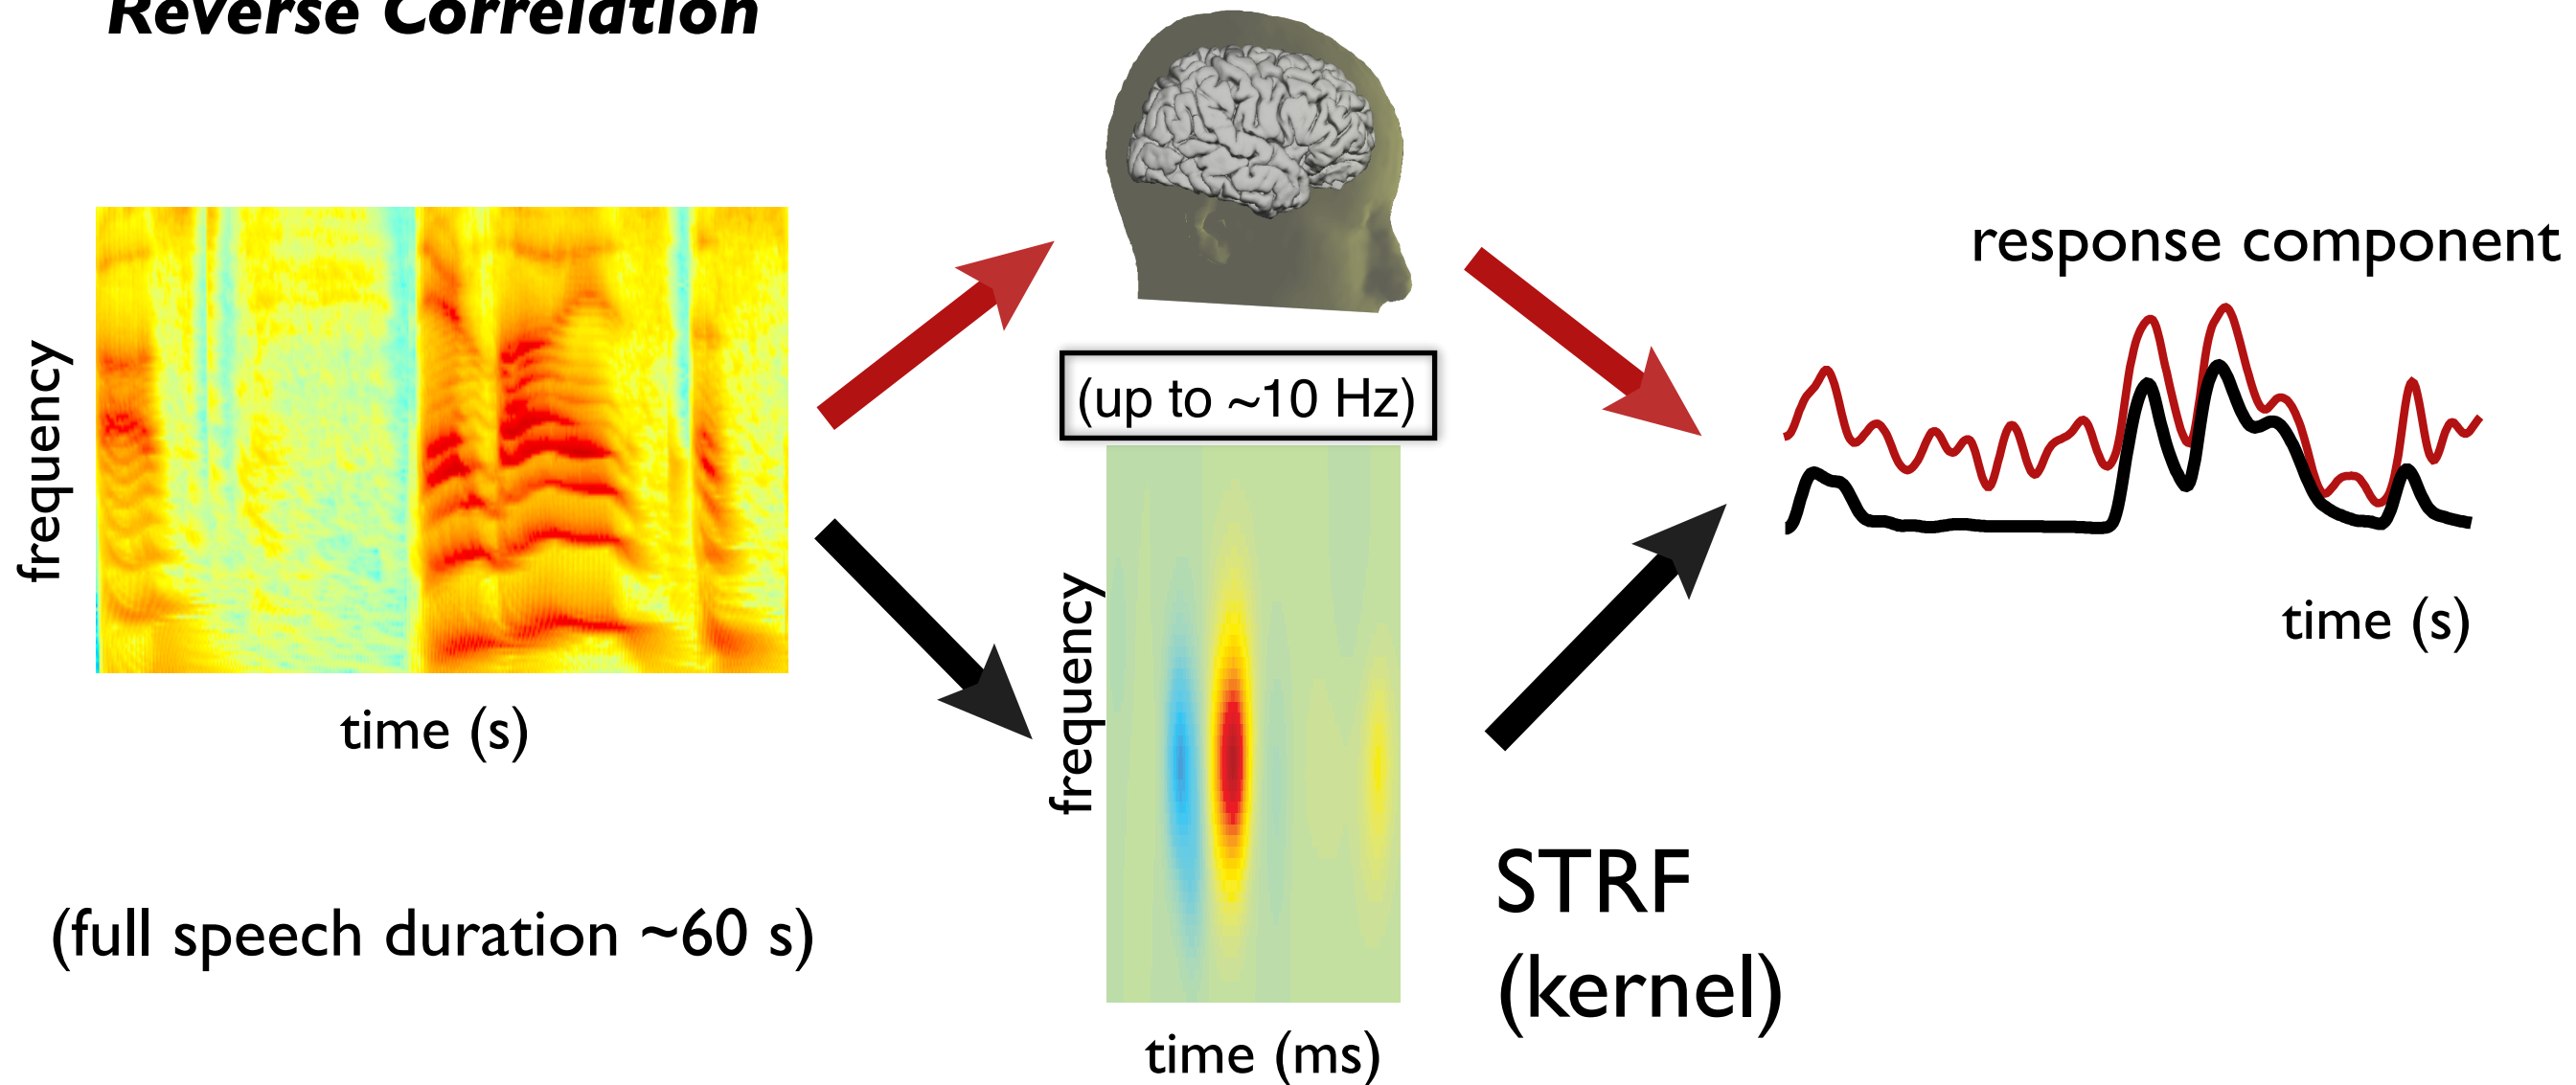 Reverse Correlation
frequency
time (s)
(full speech duration ~60 s)
(up to ~10 Hz)
frequency
time (ms)
STRF
(kernel)
response component
time (s)